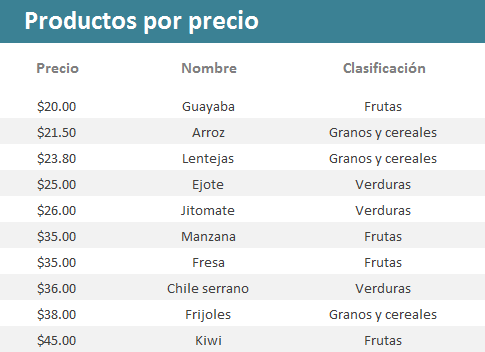 Productos por precio
Precio Nombre Clasificación
$20.00 Guayaba Frutas
$21.50 Arroz Granos y cereales
$23.80 Lentejas Granos y cereales
$25.00 Ejote Verduras
$26.00 Jitomate Verduras
$35.00 Manzana Frutas
$35.00 Fresa Frutas
$36.00 Chile serrano Verduras
$38.00 Frijoles Granos y cereales
$45.00 Kiwi Frutas